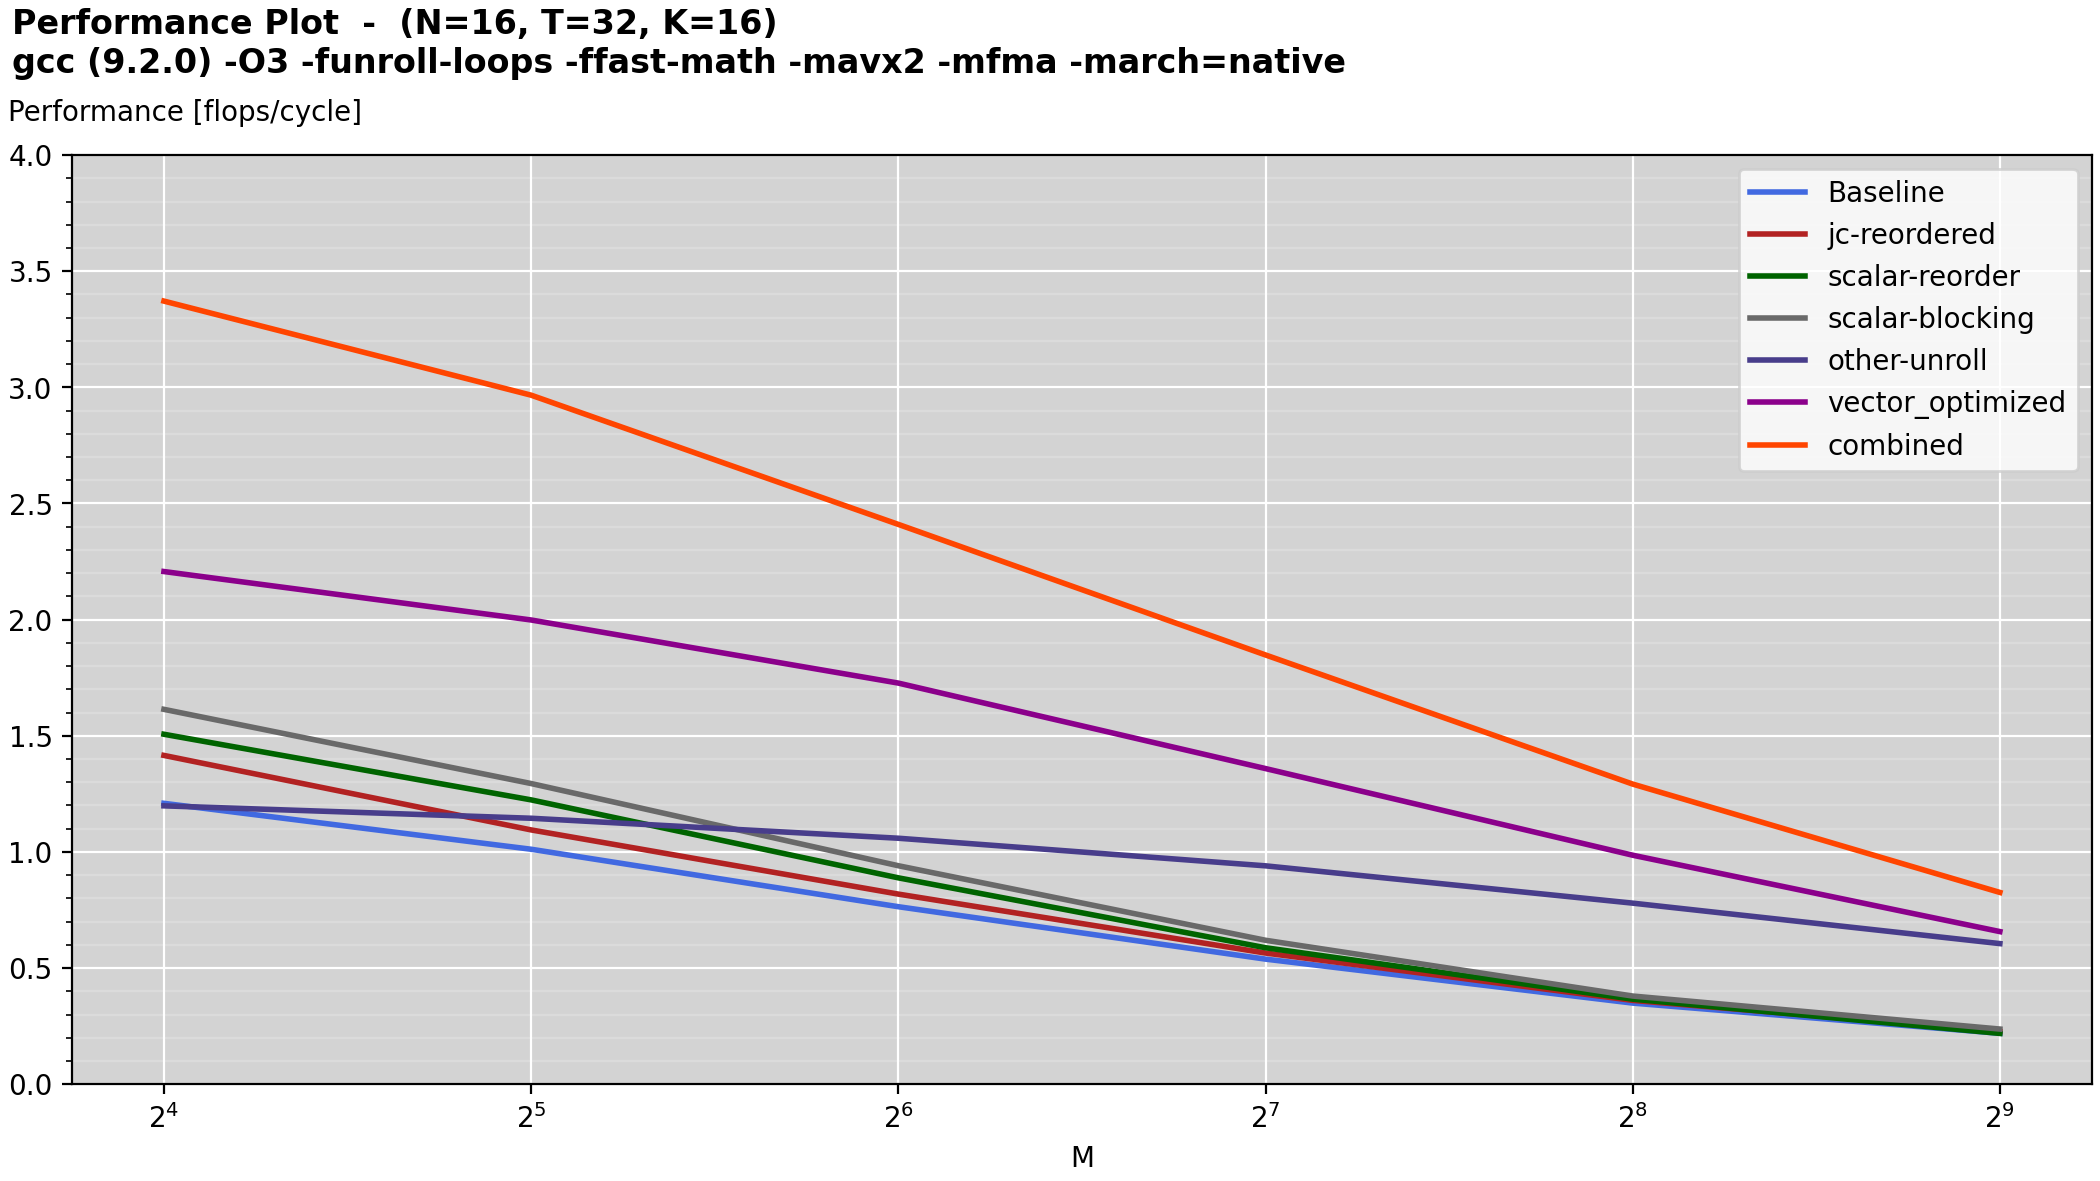 Performance Plot - (N=16, T=32, K=16)
gcc (9.2.0) -O3 -funroll-loops -ffast-math -mavx2 -mfma -march=native
Performance [flops/cycle]
4.0
3.5
3.0
2.5
2.0
1.5
1.0
0.5
0.0
Baseline
jc-reordered
scalar-reorder
scalar-blocking
other-unroll
vector_optimized
combined
2⁴ 2⁵ 2⁶ 2⁷ 2⁸ 2⁹
M